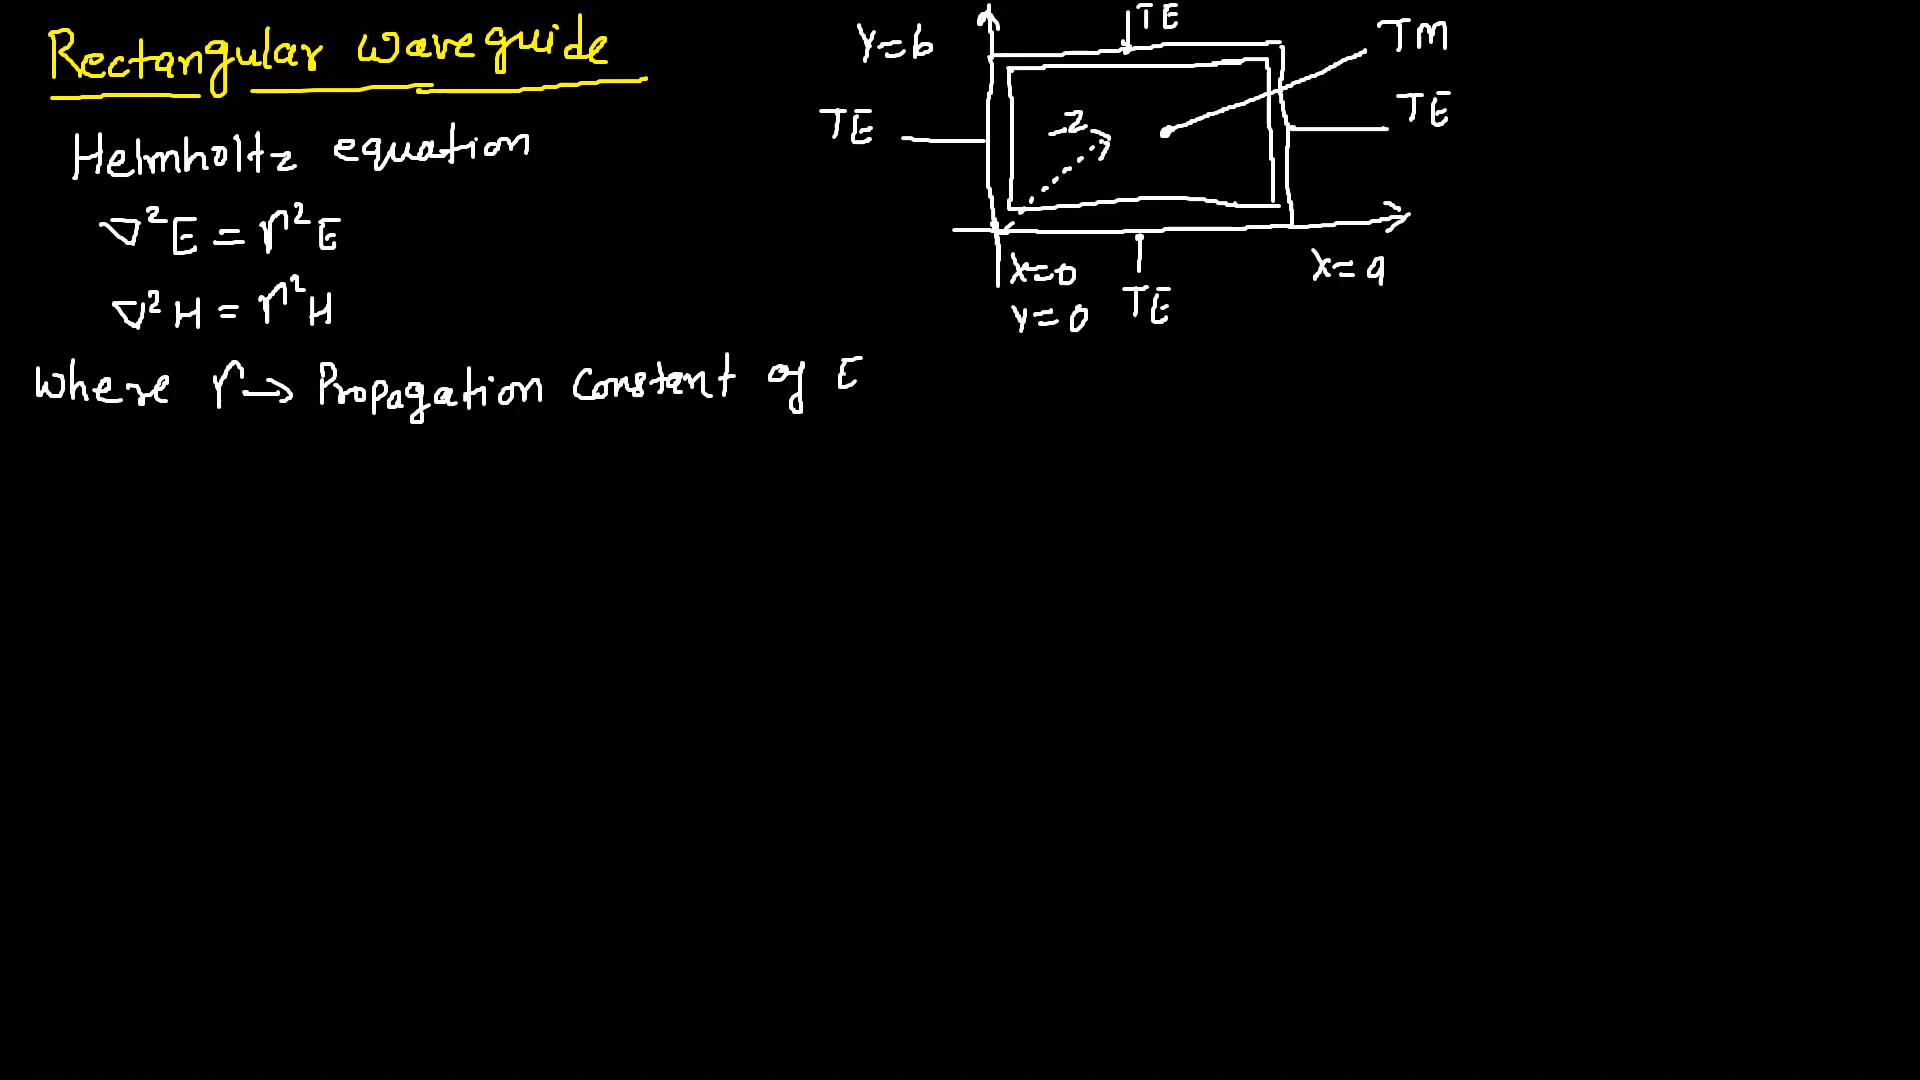 Rectangular waveguide
Helmholtz equation
∇²E = γ²E
∇²H = γ²H
where γ → Propagation constant of E
TE
Y=b
TM
TE
TE
-z
X=0
X=a
Y=0
TE